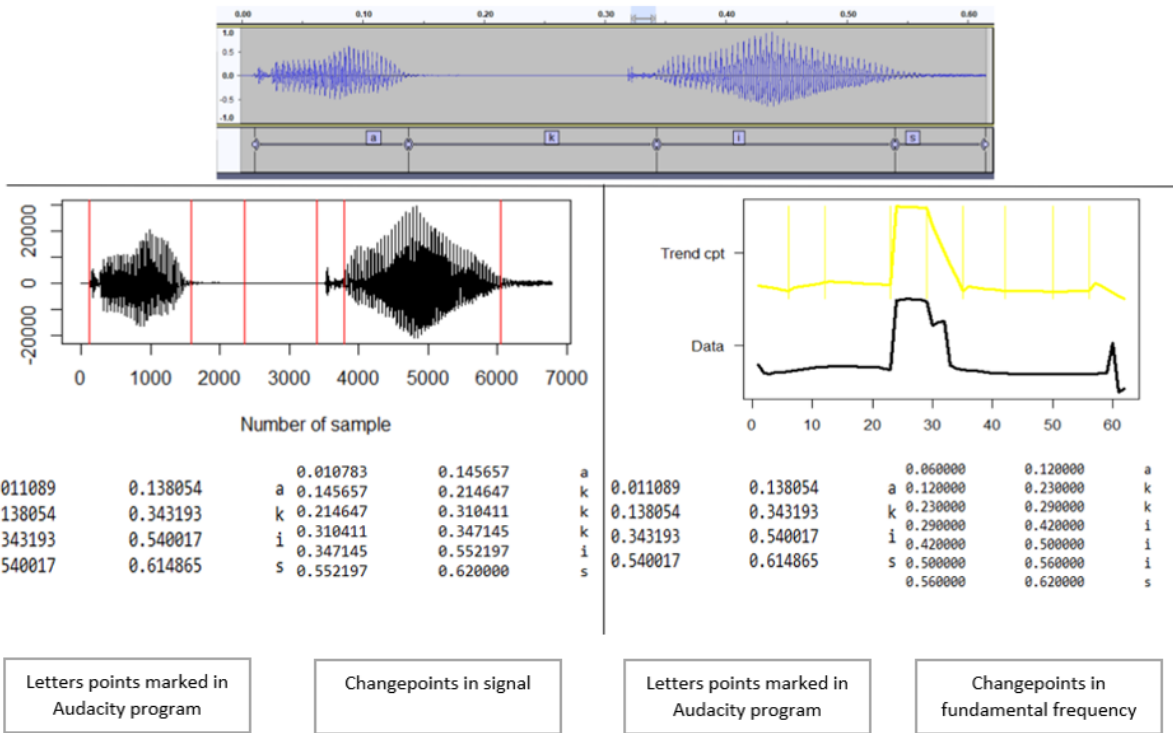 0.00 0.10 0.20 0.30 0.40 0.50 0.60
1.0
0.5
0.0
-0.5
-1.0
a k i s
20000
0
-20000
0 1000 2000 3000 4000 5000 6000 7000
Number of sample
Trend cpt
Data
0 10 20 30 40 50 60
011089 0.138054 a
138054 0.343193 k
343193 0.540017 i
540017 0.614865 s
0.010783 0.145657 a
0.145657 0.214647 k
0.214647 0.310411 k
0.310411 0.347145 k
0.347145 0.552197 i
0.552197 0.620000 s
0.011089 0.138054 a
0.138054 0.343193 k
0.343193 0.540017 i
0.540017 0.614865 s
0.060000 0.120000 a
0.120000 0.230000 k
0.230000 0.290000 k
0.290000 0.420000 i
0.420000 0.500000 i
0.500000 0.560000 i
0.560000 0.620000 s
Letters points marked in
Audacity program
Changepoints in signal
Letters points marked in
Audacity program
Changepoints in
fundamental frequency